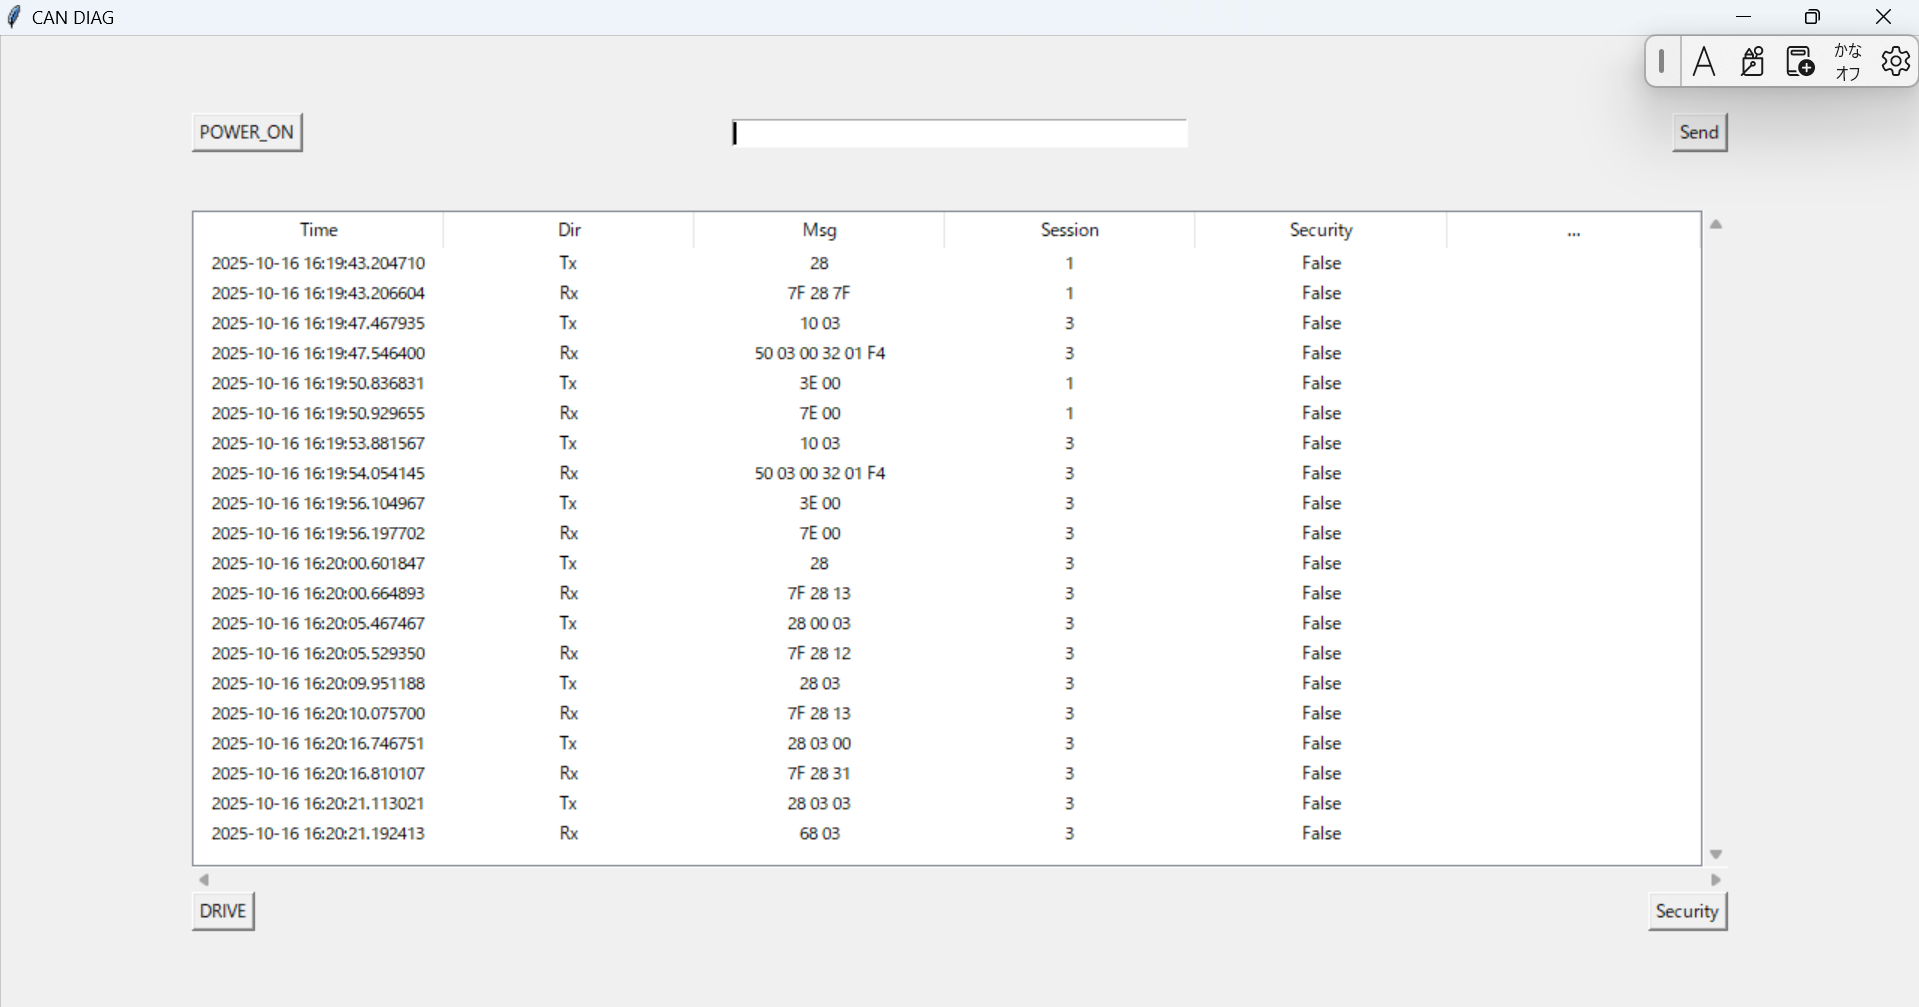 CAN DIAG
かな
オフ
POWER_ON
Send
Time Dir Msg Session Security ...
2025-10-16 16:19:43.204710 Tx 28 1 False
2025-10-16 16:19:43.206604 Rx 7F 28 7F 1 False
2025-10-16 16:19:47.467935 Tx 10 03 3 False
2025-10-16 16:19:47.546400 Rx 50 03 00 32 01 F4 3 False
2025-10-16 16:19:50.836831 Tx 3E 00 1 False
2025-10-16 16:19:50.929655 Rx 7E 00 1 False
2025-10-16 16:19:53.881567 Tx 10 03 3 False
2025-10-16 16:19:54.054145 Rx 50 03 00 32 01 F4 3 False
2025-10-16 16:19:56.104967 Tx 3E 00 3 False
2025-10-16 16:19:56.197702 Rx 7E 00 3 False
2025-10-16 16:20:00.601847 Tx 28 3 False
2025-10-16 16:20:00.664893 Rx 7F 28 13 3 False
2025-10-16 16:20:05.467467 Tx 28 00 03 3 False
2025-10-16 16:20:05.529350 Rx 7F 28 12 3 False
2025-10-16 16:20:09.951188 Tx 28 03 3 False
2025-10-16 16:20:10.075700 Rx 7F 28 13 3 False
2025-10-16 16:20:16.746751 Tx 28 03 00 3 False
2025-10-16 16:20:16.810107 Rx 7F 28 31 3 False
2025-10-16 16:20:21.113021 Tx 28 03 03 3 False
2025-10-16 16:20:21.192413 Rx 68 03 3 False
DRIVE
Security